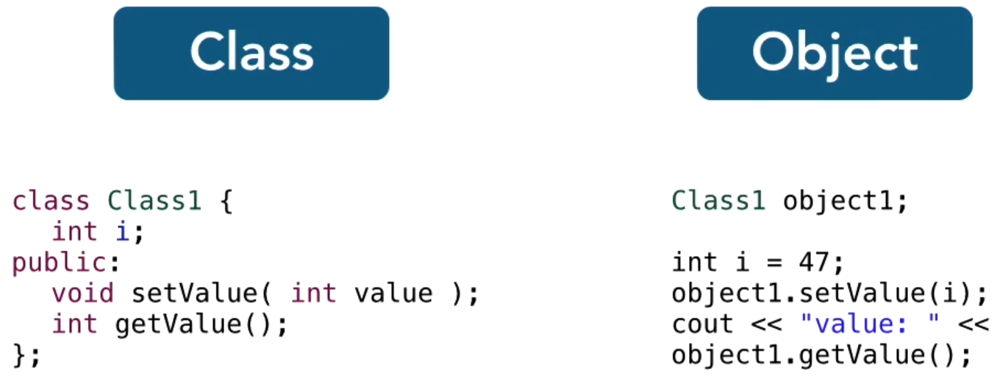 Class
class Class1 {
int i;
public:
void setValue( int value );
int getValue();
};
Object
Class1 object1;
int i = 47;
object1.setValue(i);
cout << "value: " <<
object1.getValue();